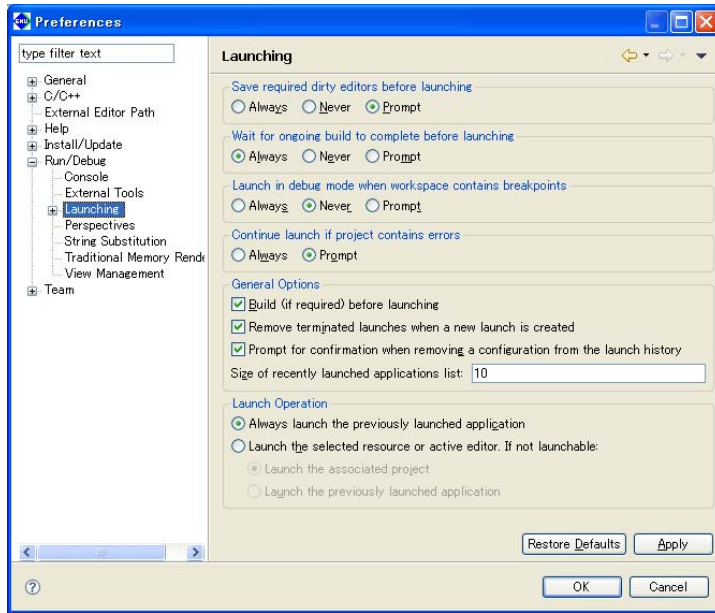 Preferences
type filter text
General
C/C++
External Editor Path
Help
Install/Update
Run/Debug
Console
External Tools
Launching
Perspectives
String Substitution
Traditional Memory Rende
View Management
Team
Launching
Save required dirty editors before launching
Always Never Prompt
Wait for ongoing build to complete before launching
Always Never Prompt
Launch in debug mode when workspace contains breakpoints
Always Never Prompt
Continue launch if project contains errors
Always Prompt
General Options
Build (if required) before launching
Remove terminated launches when a new launch is created
Prompt for confirmation when removing a configuration from the launch history
Size of recently launched applications list: 10
Launch Operation
Always launch the previously launched application
Launch the selected resource or active editor. If not launchable:
Launch the associated project
Launch the previously launched application
Restore Defaults Apply
? OK Cancel